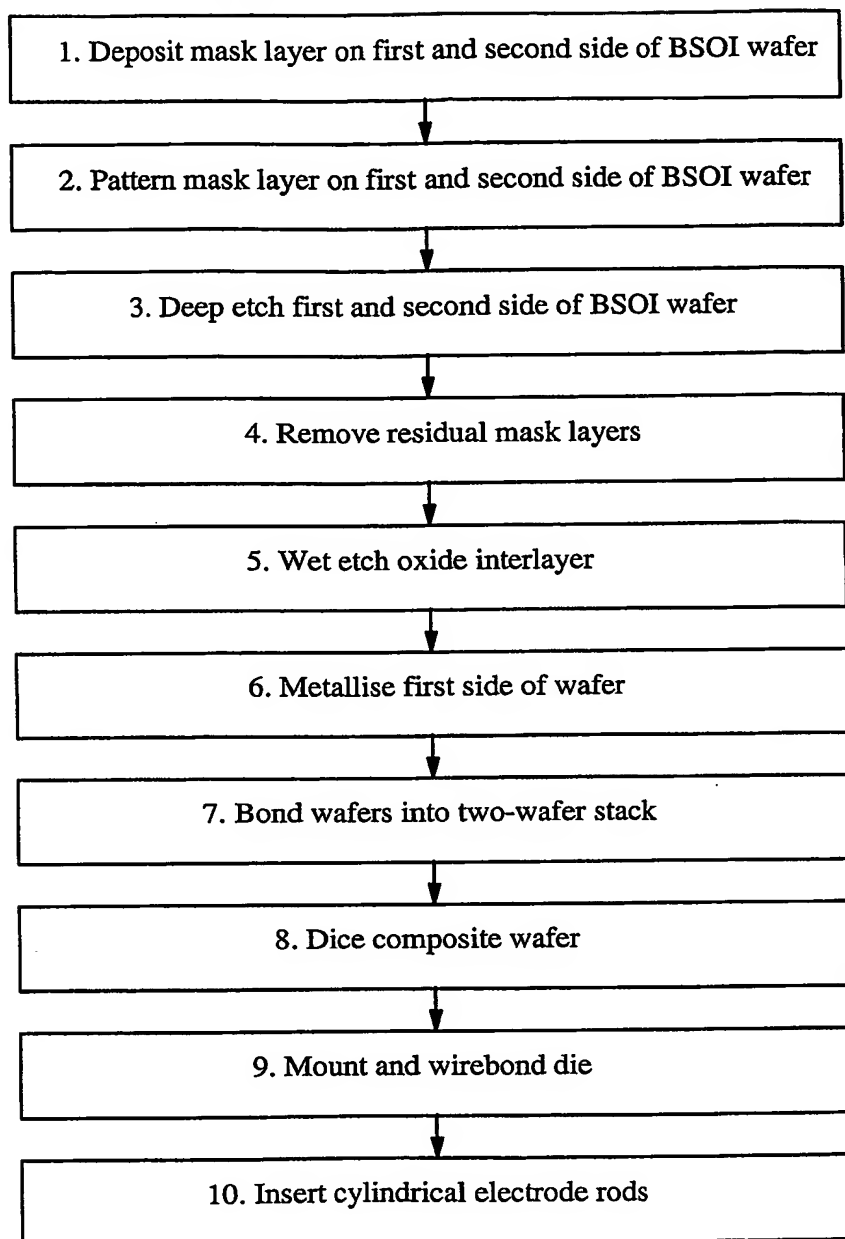 1. Deposit mask layer on first and second side of BSOI wafer
2. Pattern mask layer on first and second side of BSOI wafer
3. Deep etch first and second side of BSOI wafer
4. Remove residual mask layers
5. Wet etch oxide interlayer
6. Metallise first side of wafer
7. Bond wafers into two-wafer stack
8. Dice composite wafer
9. Mount and wirebond die
10. Insert cylindrical electrode rods